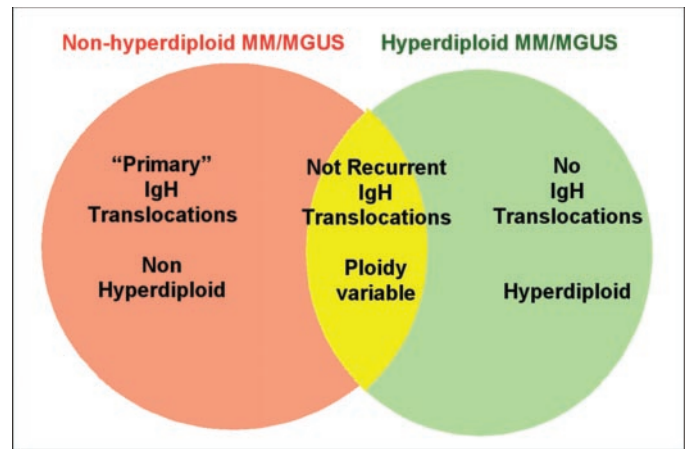 Non-hyperdiploid MM/MGUS
Hyperdiploid MM/MGUS
“Primary”
IgH
Translocations
Non
Hyperdiploid
Not Recurrent
IgH
Translocations
Ploidy
variable
No
IgH
Translocations
Hyperdiploid